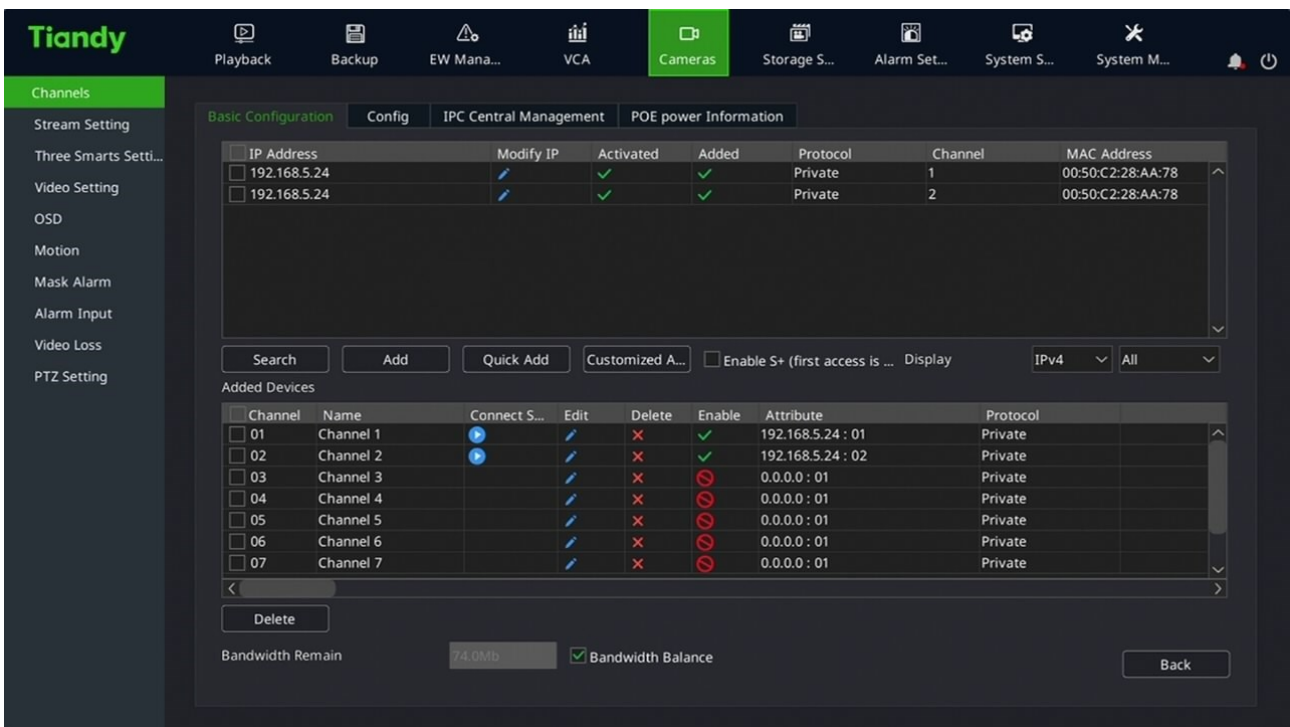 Tiandy
Playback Backup EW Mana... VCA Cameras Storage S... Alarm Set... System S... System M...
Channels
Stream Setting
Three Smarts Setti...
Video Setting
OSD
Motion
Mask Alarm
Alarm Input
Video Loss
PTZ Setting
Basic Configuration Config IPC Central Management POE power Information
IP Address Modify IP Activated Added Protocol Channel MAC Address
192.168.5.24 Private 1 00:50:C2:28:AA:78
192.168.5.24 Private 2 00:50:C2:28:AA:78
Search Add Quick Add Customized A... Enable S+ (first access is ... Display IPv4 All
Added Devices
Channel Name Connect S... Edit Delete Enable Attribute Protocol
01 Channel 1 192.168.5.24 : 01 Private
02 Channel 2 192.168.5.24 : 02 Private
03 Channel 3 0.0.0.0 : 01 Private
04 Channel 4 0.0.0.0 : 01 Private
05 Channel 5 0.0.0.0 : 01 Private
06 Channel 6 0.0.0.0 : 01 Private
07 Channel 7 0.0.0.0 : 01 Private
Delete
Bandwidth Remain 74.0Mb Bandwidth Balance
Back